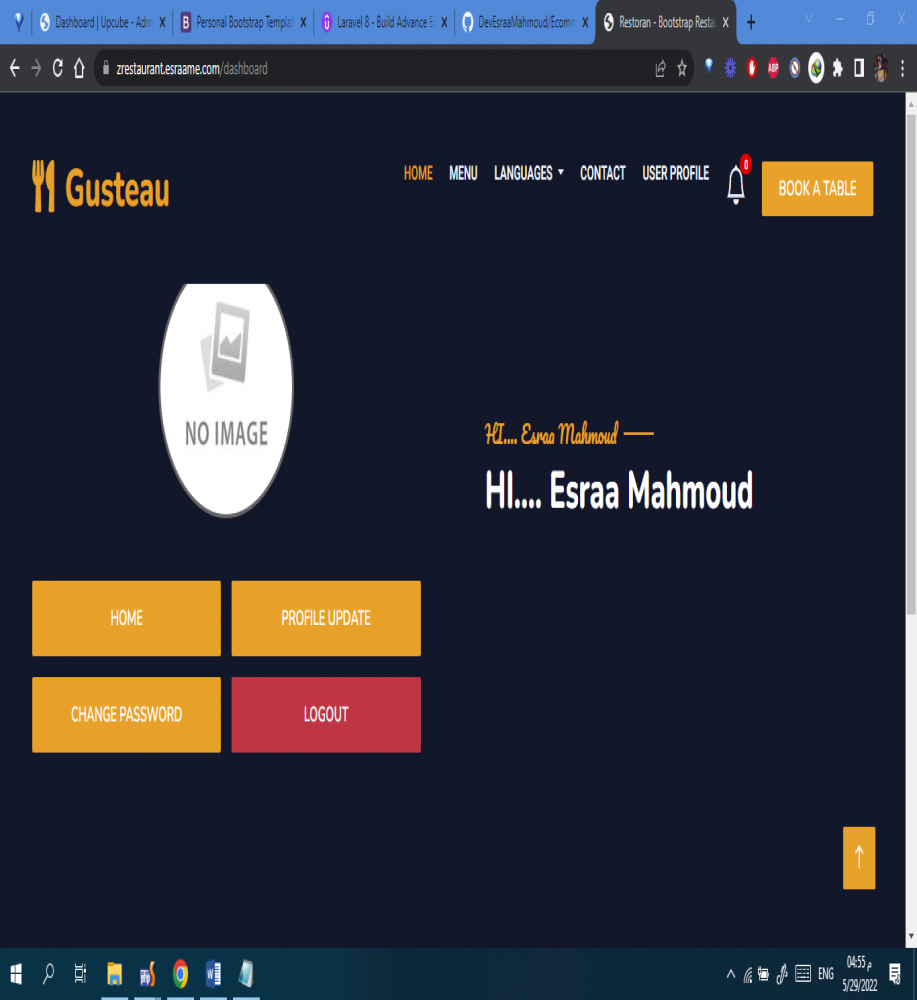 Dashboard | Upcube - Adm
Personal Bootstrap Templat
Laravel 8 - Build Advance E
DevEsraaMahmoud/Ecomm
Restoran - Bootstrap Resta
zrestaurant.esraame.com/dashboard
ABP
Gusteau
HOME
MENU
LANGUAGES
CONTACT
USER PROFILE
0
BOOK A TABLE
NO IMAGE
HI.... Esraa Mahmoud
HI.... Esraa Mahmoud
HOME
PROFILE UPDATE
CHANGE PASSWORD
LOGOUT
ENG
04:55 م
5/29/2022